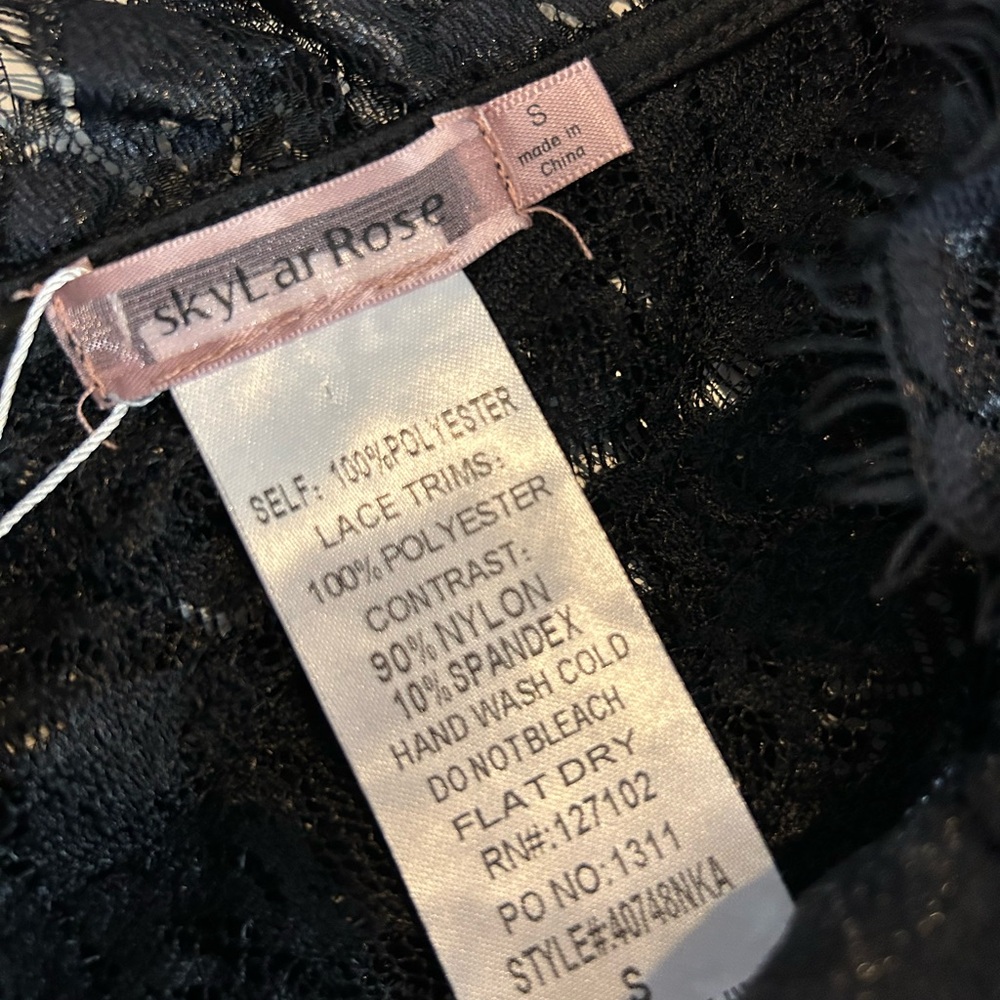 S
made in
China
skyLarRose
SELF: 100%POLYESTER
LACE TRIMS:
100%POLYESTER
CONTRAST:
90%NYLON
10%SPANDEX
HAND WASH COLD
DO NOT BLEACH
FLAT DRY
RN#:127102
PO NO:1311
STYLE#:40748NKA
S